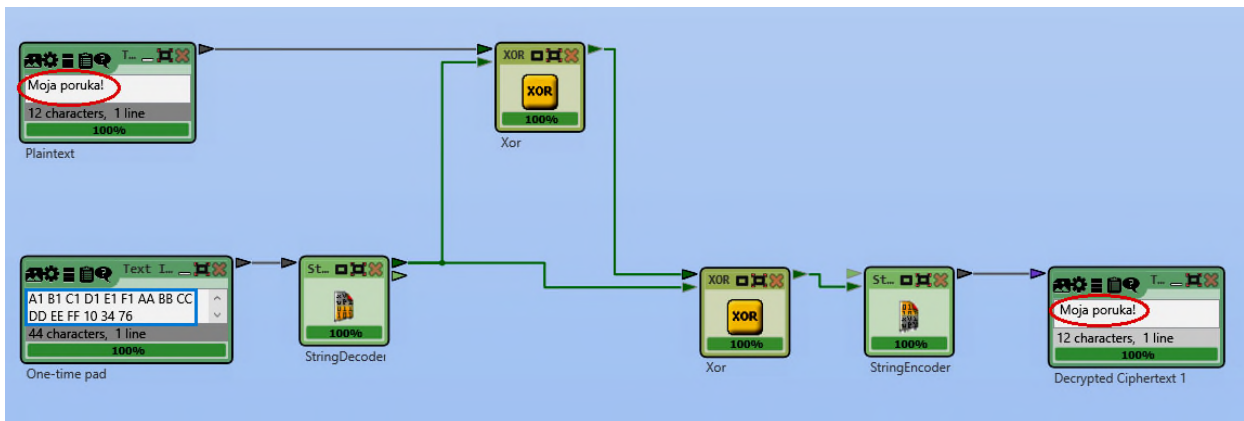 T...
Moja poruka!
12 characters, 1 line
100%
Plaintext
XOR
XOR
100%
Xor
Text I...
A1 B1 C1 D1 E1 F1 AA BB CC
DD EE FF 10 34 76
44 characters, 1 line
100%
One-time pad
St...
100%
StringDecoder
XOR
XOR
100%
Xor
St...
100%
StringEncoder
T...
Moja poruka!
12 characters, 1 line
100%
Decrypted Ciphertext 1